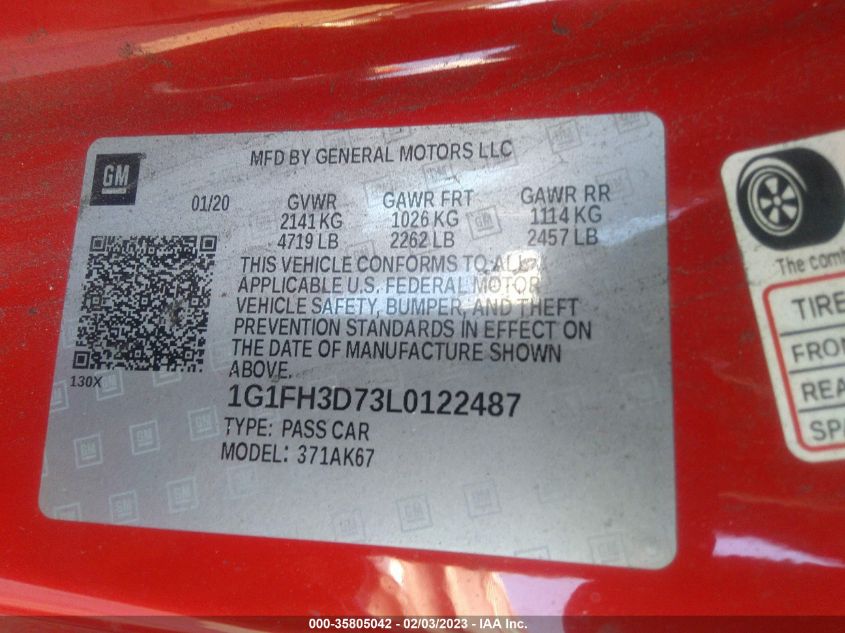 GM
MFD BY GENERAL MOTORS LLC
01/20 GVWR GAWR FRT GAWR RR
2141 KG 1026 KG 1114 KG
4719 LB 2262 LB 2457 LB
THIS VEHICLE CONFORMS TO ALL
APPLICABLE U.S. FEDERAL MOTOR
VEHICLE SAFETY, BUMPER, AND THEFT
PREVENTION STANDARDS IN EFFECT ON
THE DATE OF MANUFACTURE SHOWN
ABOVE.
130X
1G1FH3D73L0122487
TYPE: PASS CAR
MODEL: 371AK67
The
TIRE
000-35805042 - 02/03/2023 - IAA Inc.